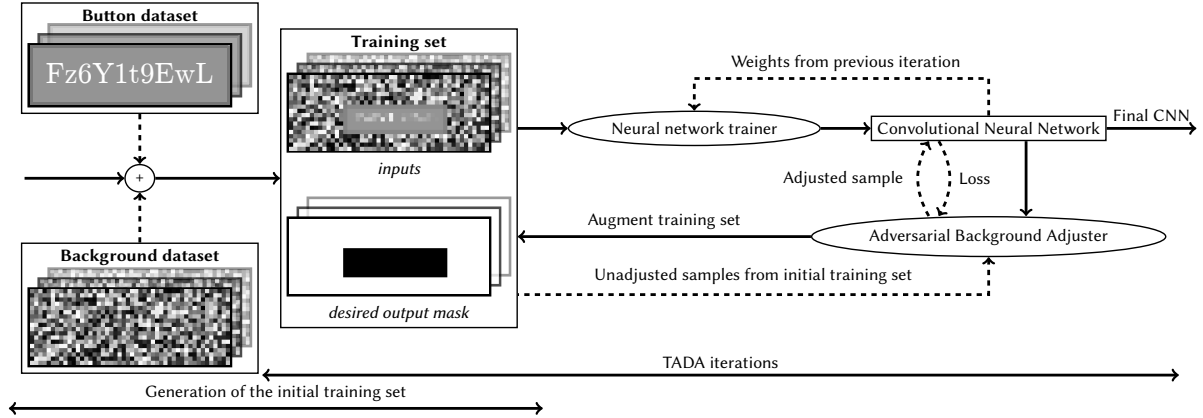 Button dataset
Fz6Y1t9EwL
+
Background dataset
Training set
inputs
desired output mask
Weights from previous iteration
Neural network trainer
Convolutional Neural Network
Final CNN
Adjusted sample
Loss
Augment training set
Adversarial Background Adjuster
Unadjusted samples from initial training set
TADA iterations
Generation of the initial training set